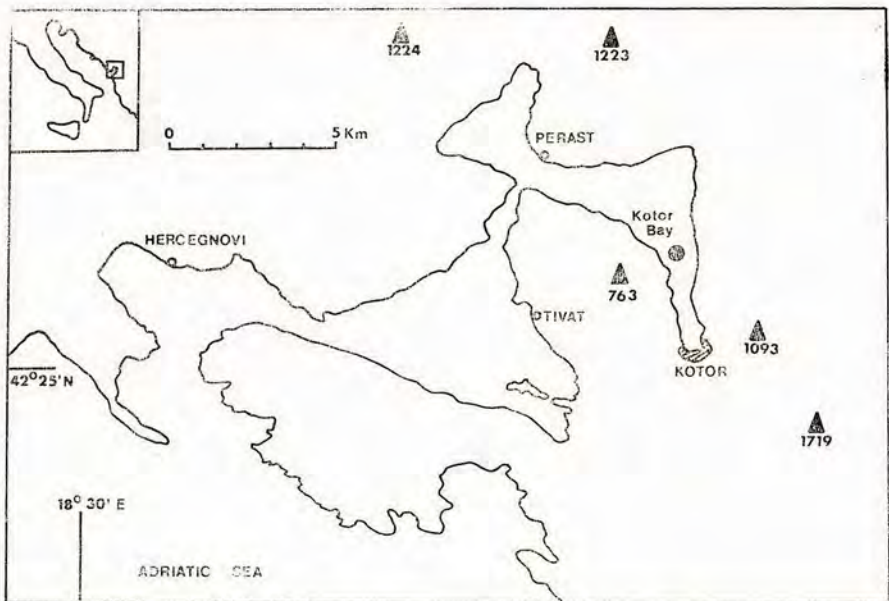 1224
1223
0 5 Km
PERAST
Kotor
Bay
HERCEGNOVI
763
TIVAT
1093
42°25'N
KOTOR
1719
18° 30' E
ADRIATIC SEA